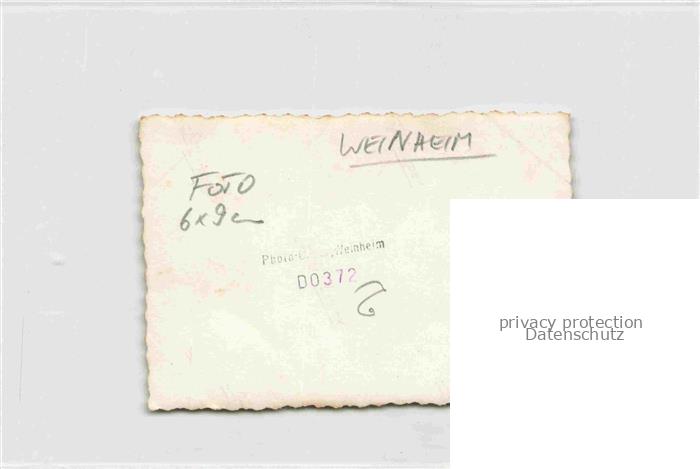 WEINHEIM
FOTO
6x9cm
Weinheim
D0372
privacy protection
Datenschutz